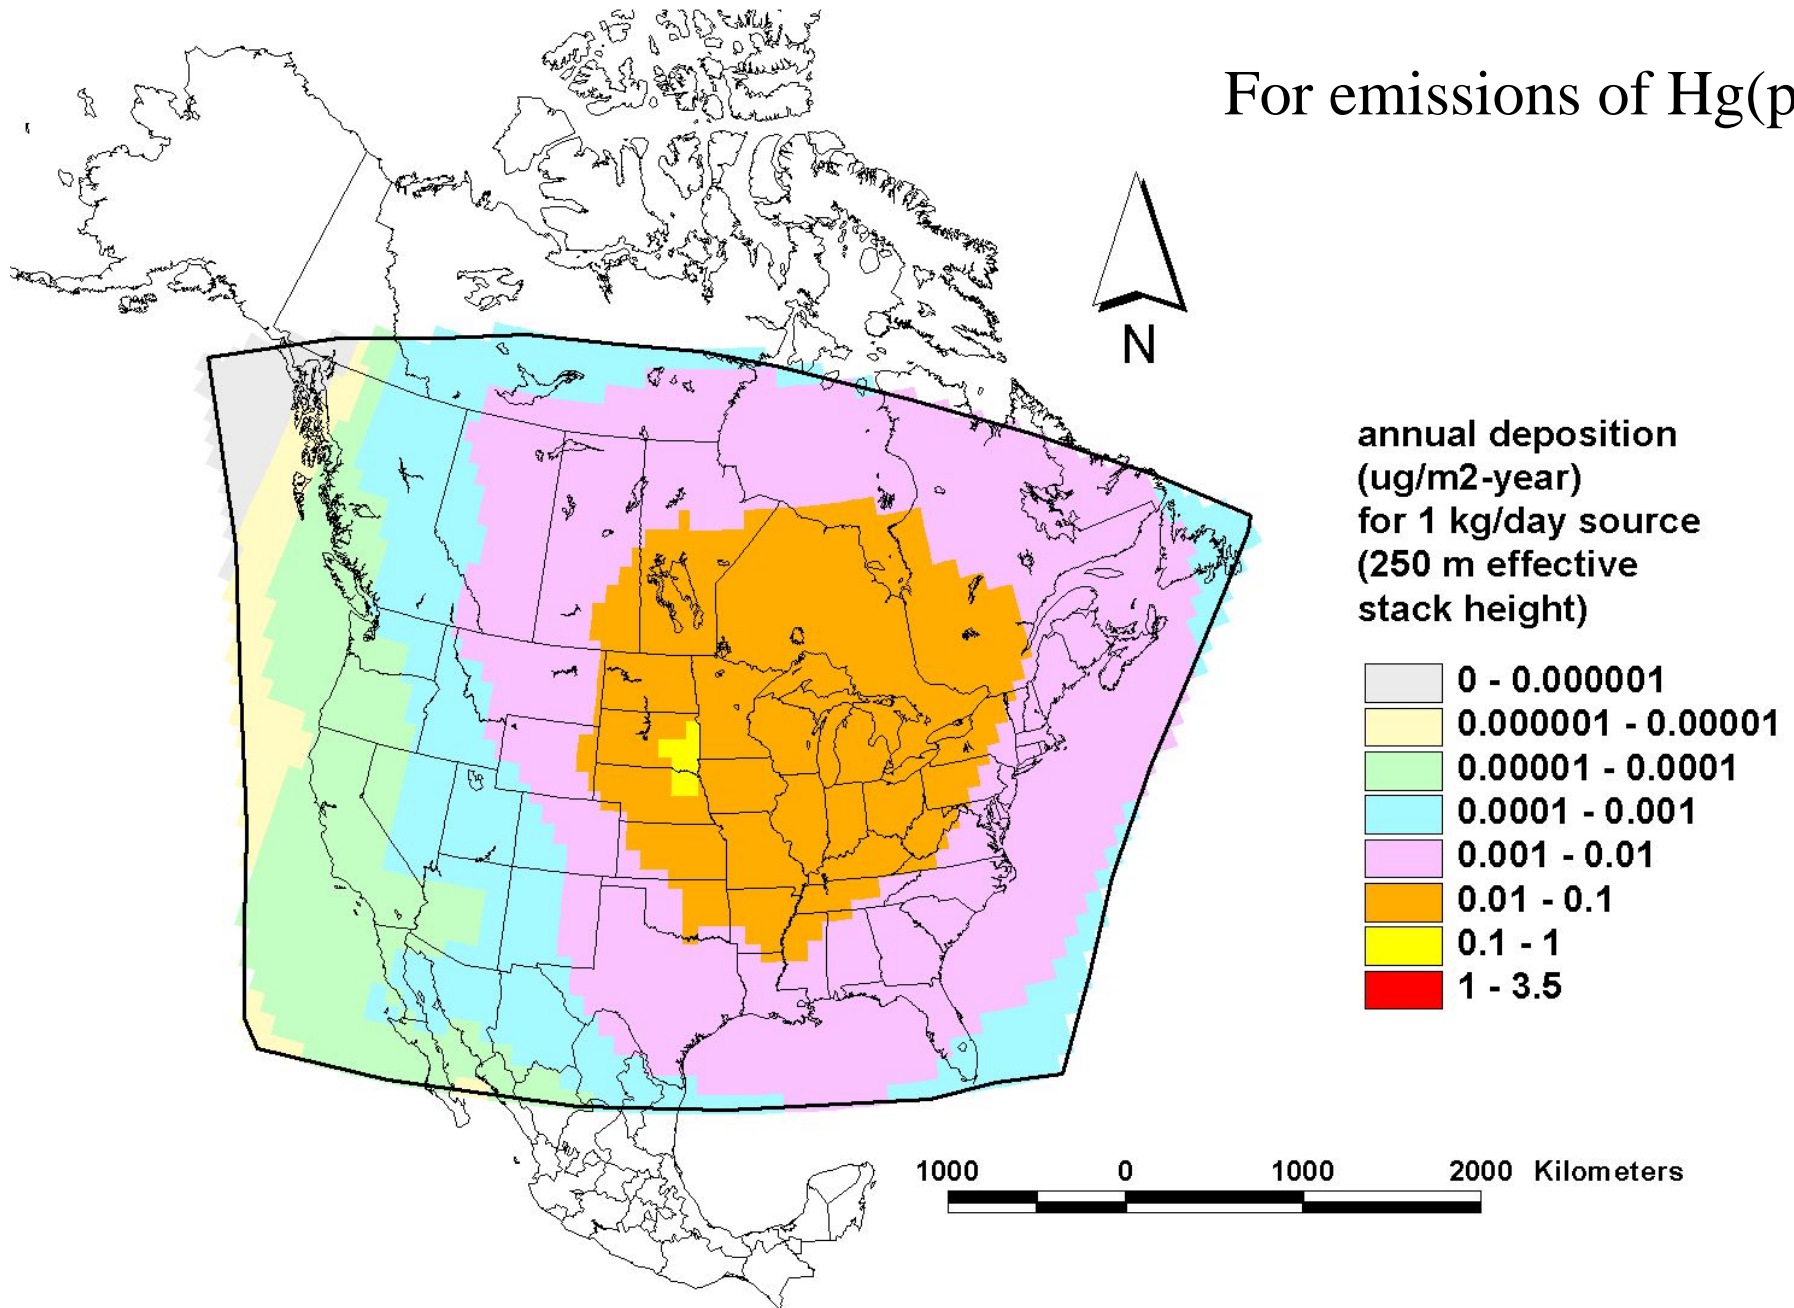 For emissions of Hg(p
N
annual deposition
(ug/m2-year)
for 1 kg/day source
(250 m effective
stack height)
0 - 0.000001
0.000001 - 0.00001
0.00001 - 0.0001
0.0001 - 0.001
0.001 - 0.01
0.01 - 0.1
0.1 - 1
1 - 3.5
1000 0 1000 2000 Kilometers